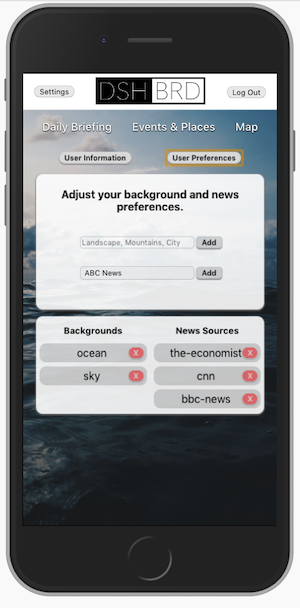 Settings
DSH BRD
Log Out
Daily Briefing Events & Places Map
User Information User Preferences
Adjust your background and news
preferences.
Landscape, Mountains, City Add
ABC News Add
Backgrounds News Sources
ocean X the-economist X
sky X cnn X
bbc-news X